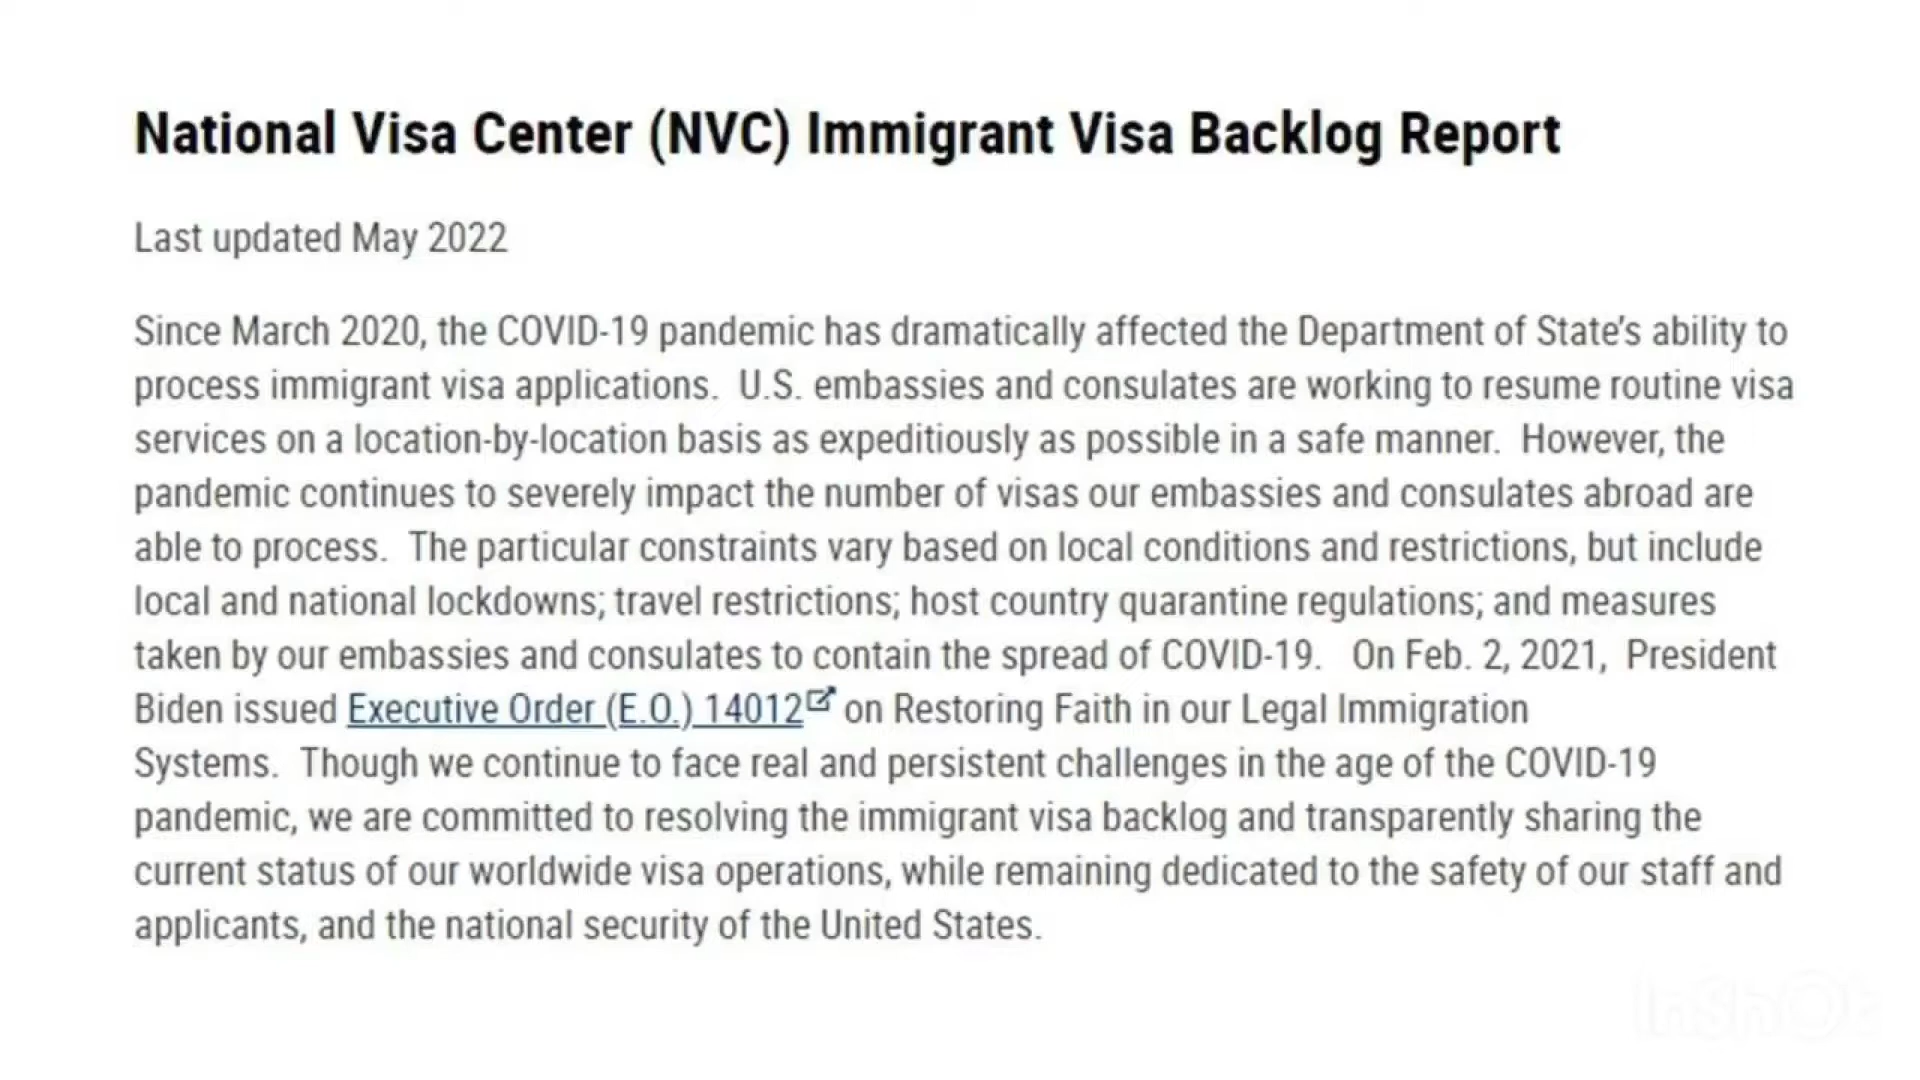 National Visa Center (NVC) Immigrant Visa Backlog Report
Last updated May 2022
Since March 2020, the COVID-19 pandemic has dramatically affected the Department of State’s ability to
process immigrant visa applications.  U.S. embassies and consulates are working to resume routine visa
services on a location-by-location basis as expeditiously as possible in a safe manner.  However, the
pandemic continues to severely impact the number of visas our embassies and consulates abroad are
able to process.  The particular constraints vary based on local conditions and restrictions, but include
local and national lockdowns; travel restrictions; host country quarantine regulations; and measures
taken by our embassies and consulates to contain the spread of COVID-19.   On Feb. 2, 2021,  President
Biden issued Executive Order (E.O.) 14012 on Restoring Faith in our Legal Immigration
Systems.  Though we continue to face real and persistent challenges in the age of the COVID-19
pandemic, we are committed to resolving the immigrant visa backlog and transparently sharing the
current status of our worldwide visa operations, while remaining dedicated to the safety of our staff and
applicants, and the national security of the United States.
InShOt